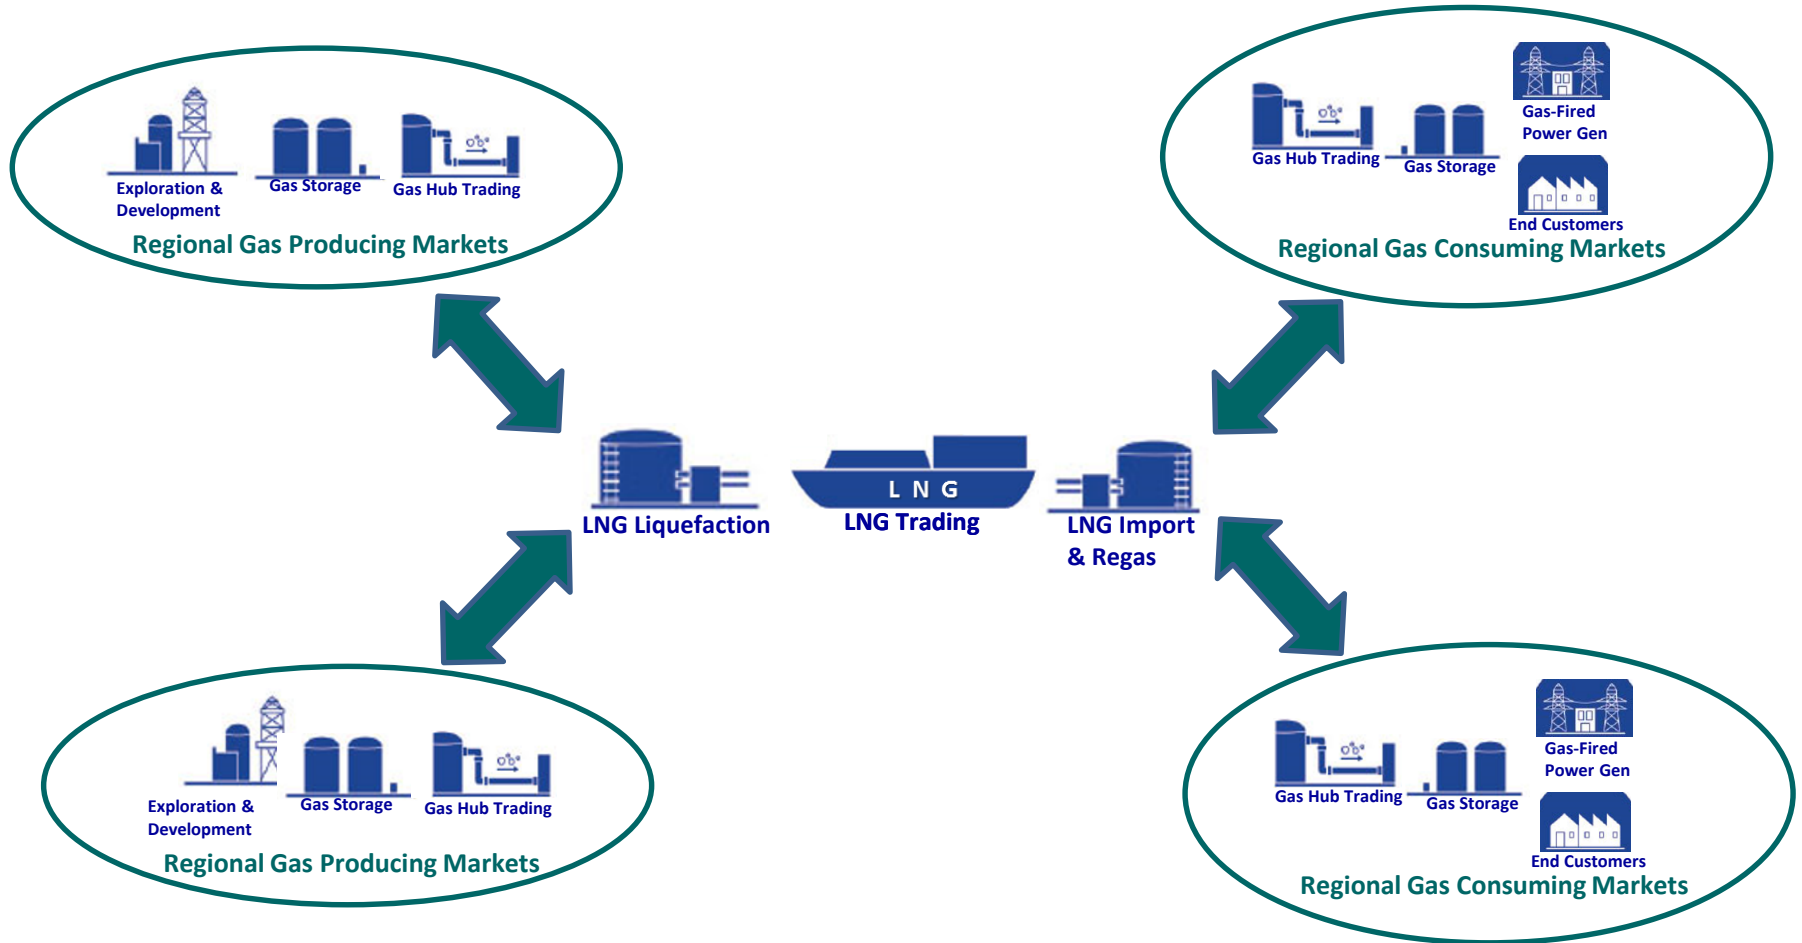 Exploration &
Development
Gas Storage
Gas Hub Trading
Regional Gas Producing Markets
Gas Hub Trading
Gas Storage
Gas-Fired
Power Gen
End Customers
Regional Gas Consuming Markets
LNG Liquefaction
L N G
LNG Trading
LNG Import
& Regas
Exploration &
Development
Gas Storage
Gas Hub Trading
Regional Gas Producing Markets
Gas Hub Trading
Gas Storage
Gas-Fired
Power Gen
End Customers
Regional Gas Consuming Markets